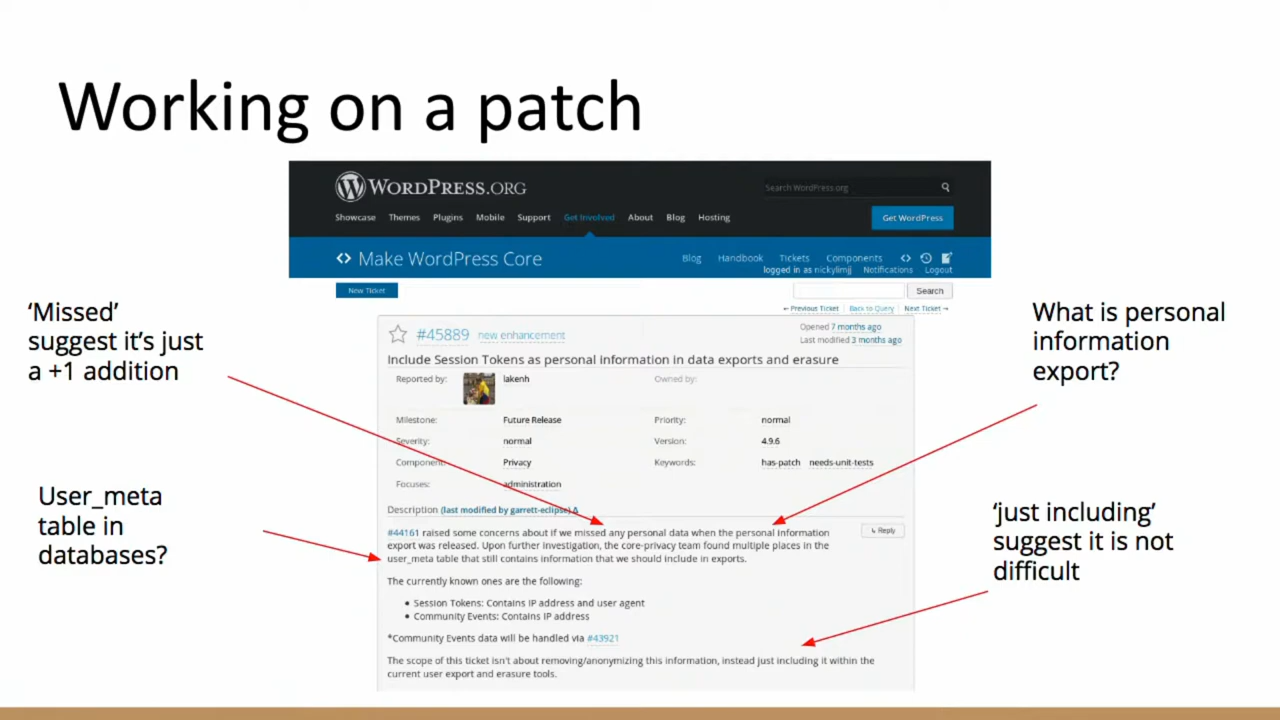 Working on a patch
WORDPRESS.ORG
Search WordPress.org
Showcase Themes Plugins Mobile Support Get Involved About Blog Hosting
Get WordPress
Make WordPress Core
Blog Handbook Tickets Components
logged in as nickylimjj Notifications Logout
New Ticket
Search
← Previous Ticket Back to Query Next Ticket →
'Missed'
suggest it's just
a +1 addition
What is personal
information
export?
#45889 new enhancement
Opened 7 months ago
Last modified 3 months ago
Include Session Tokens as personal information in data exports and erasure
Reported by: lakenh Owned by:
Milestone: Future Release Priority: normal
Severity: normal Version: 4.9.6
Component: Privacy Keywords: has-patch needs-unit-tests
Focuses: administration
User_meta
table in
databases?
'just including'
suggest it is not
difficult
Description (last modified by garrett-eclipse)
↳ Reply
#44161 raised some concerns about if we missed any personal data when the personal information
export was released. Upon further investigation, the core-privacy team found multiple places in the
user_meta table that still contains information that we should include in exports.
The currently known ones are the following:
• Session Tokens: Contains IP address and user agent
• Community Events: Contains IP address
*Community Events data will be handled via #43921
The scope of this ticket isn't about removing/anonymizing this information, instead just including it within the
current user export and erasure tools.